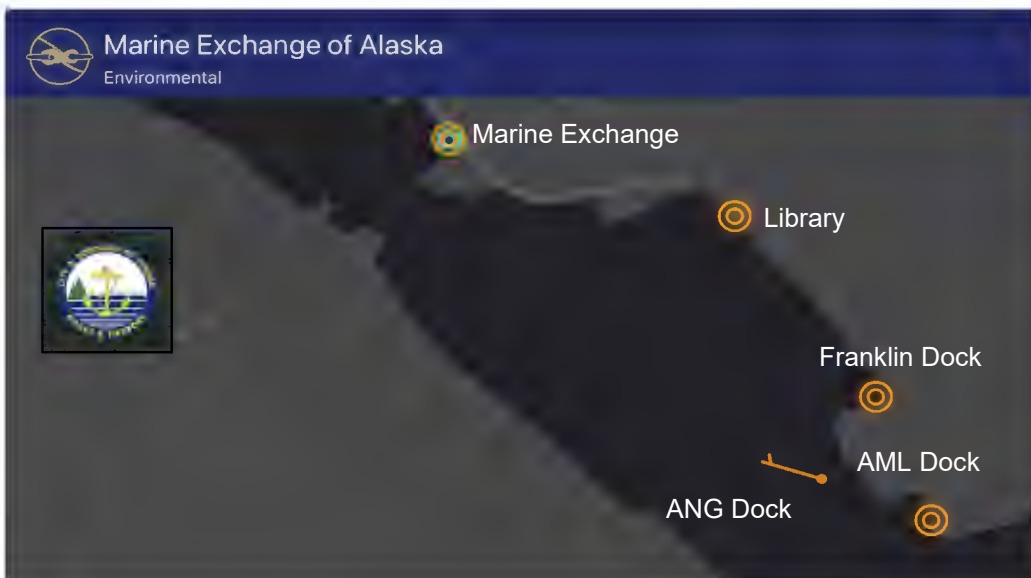 Marine Exchange of Alaska
Environmental
Marine Exchange
Library
Franklin Dock
AML Dock
ANG Dock